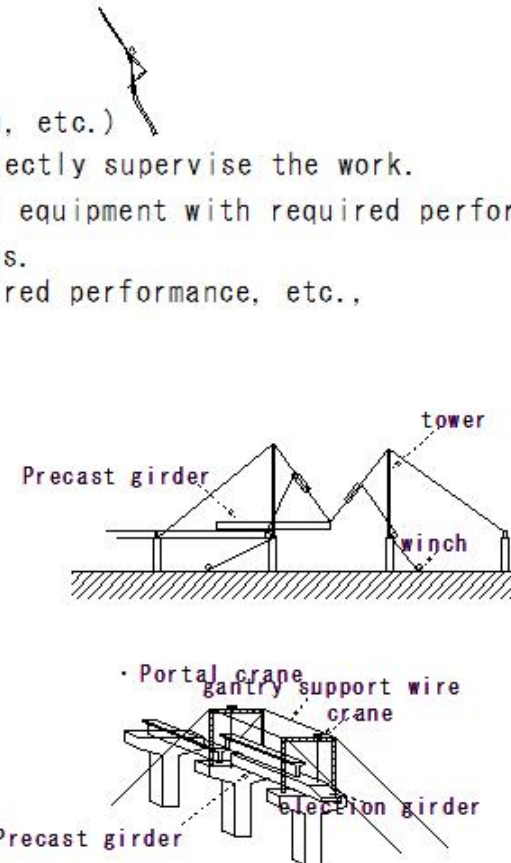 , etc.)
ectly supervise the work.
equipment with required perfor
s.
red performance, etc.,
tower
Precast girder
winch
・Portal crane
gantry support wire
crane
election girder
Precast girder